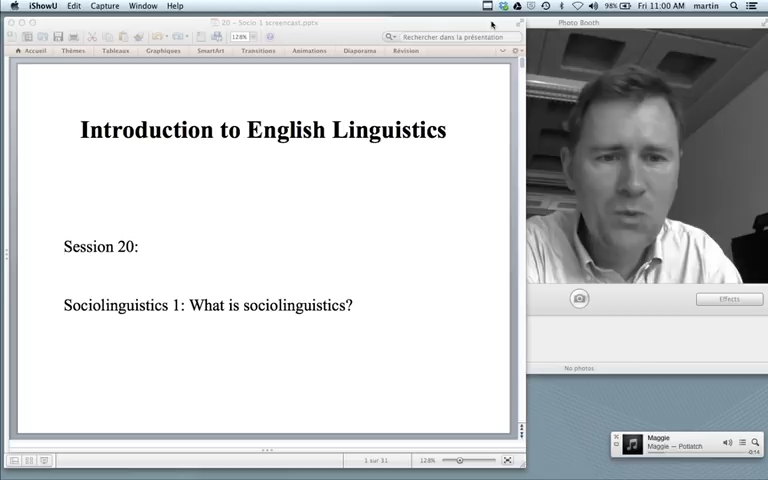 iShowU Edit Capture Window Help
98% Fri 11:00 AM martin
20 – Socio 1 screencast.pptx
128%
Rechercher dans la présentation
Accueil Thèmes Tableaux Graphiques SmartArt Transitions Animations Diaporama Révision
Introduction to English Linguistics
Session 20:
Sociolinguistics 1: What is sociolinguistics?
1 sur 31 128%
Photo Booth
Effects
No photos
Maggie
Maggie — Potlatch
-0:14